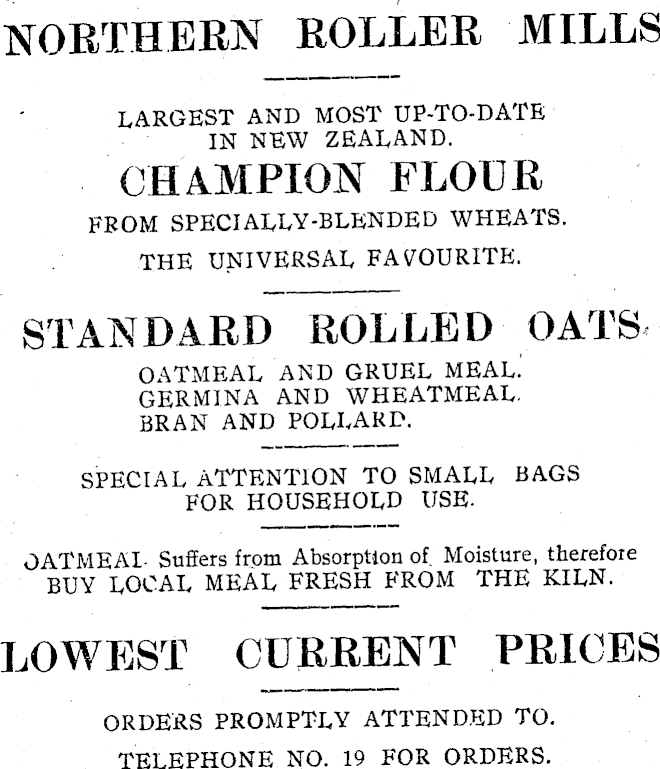 NORTHERN ROLLER MILLS
LARGEST AND MOST UP-TO-DATE
IN NEW ZEALAND.
CHAMPION FLOUR
FROM SPECIALLY-BLENDED WHEATS.
THE UNIVERSAL FAVOURITE.
STANDARD ROLLED OATS.
OATMEAL AND GRUEL MEAL.
GERMINA AND WHEATMEAL.
BRAN AND POLLARD.
SPECIAL ATTENTION TO SMALL BAGS
FOR HOUSEHOLD USE.
OATMEAL Suffers from Absorption of Moisture, therefore
BUY LOCAL MEAL FRESH FROM THE KILN.
LOWEST CURRENT PRICES
ORDERS PROMPTLY ATTENDED TO.
TELEPHONE NO. 19 FOR ORDERS.